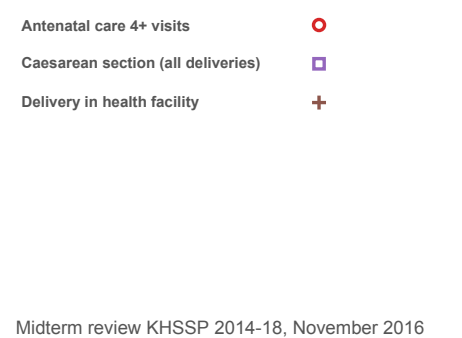 Antenatal care 4+ visits
Caesarean section (all deliveries)
Delivery in health facility
Midterm review KHSSP 2014-18, November 2016